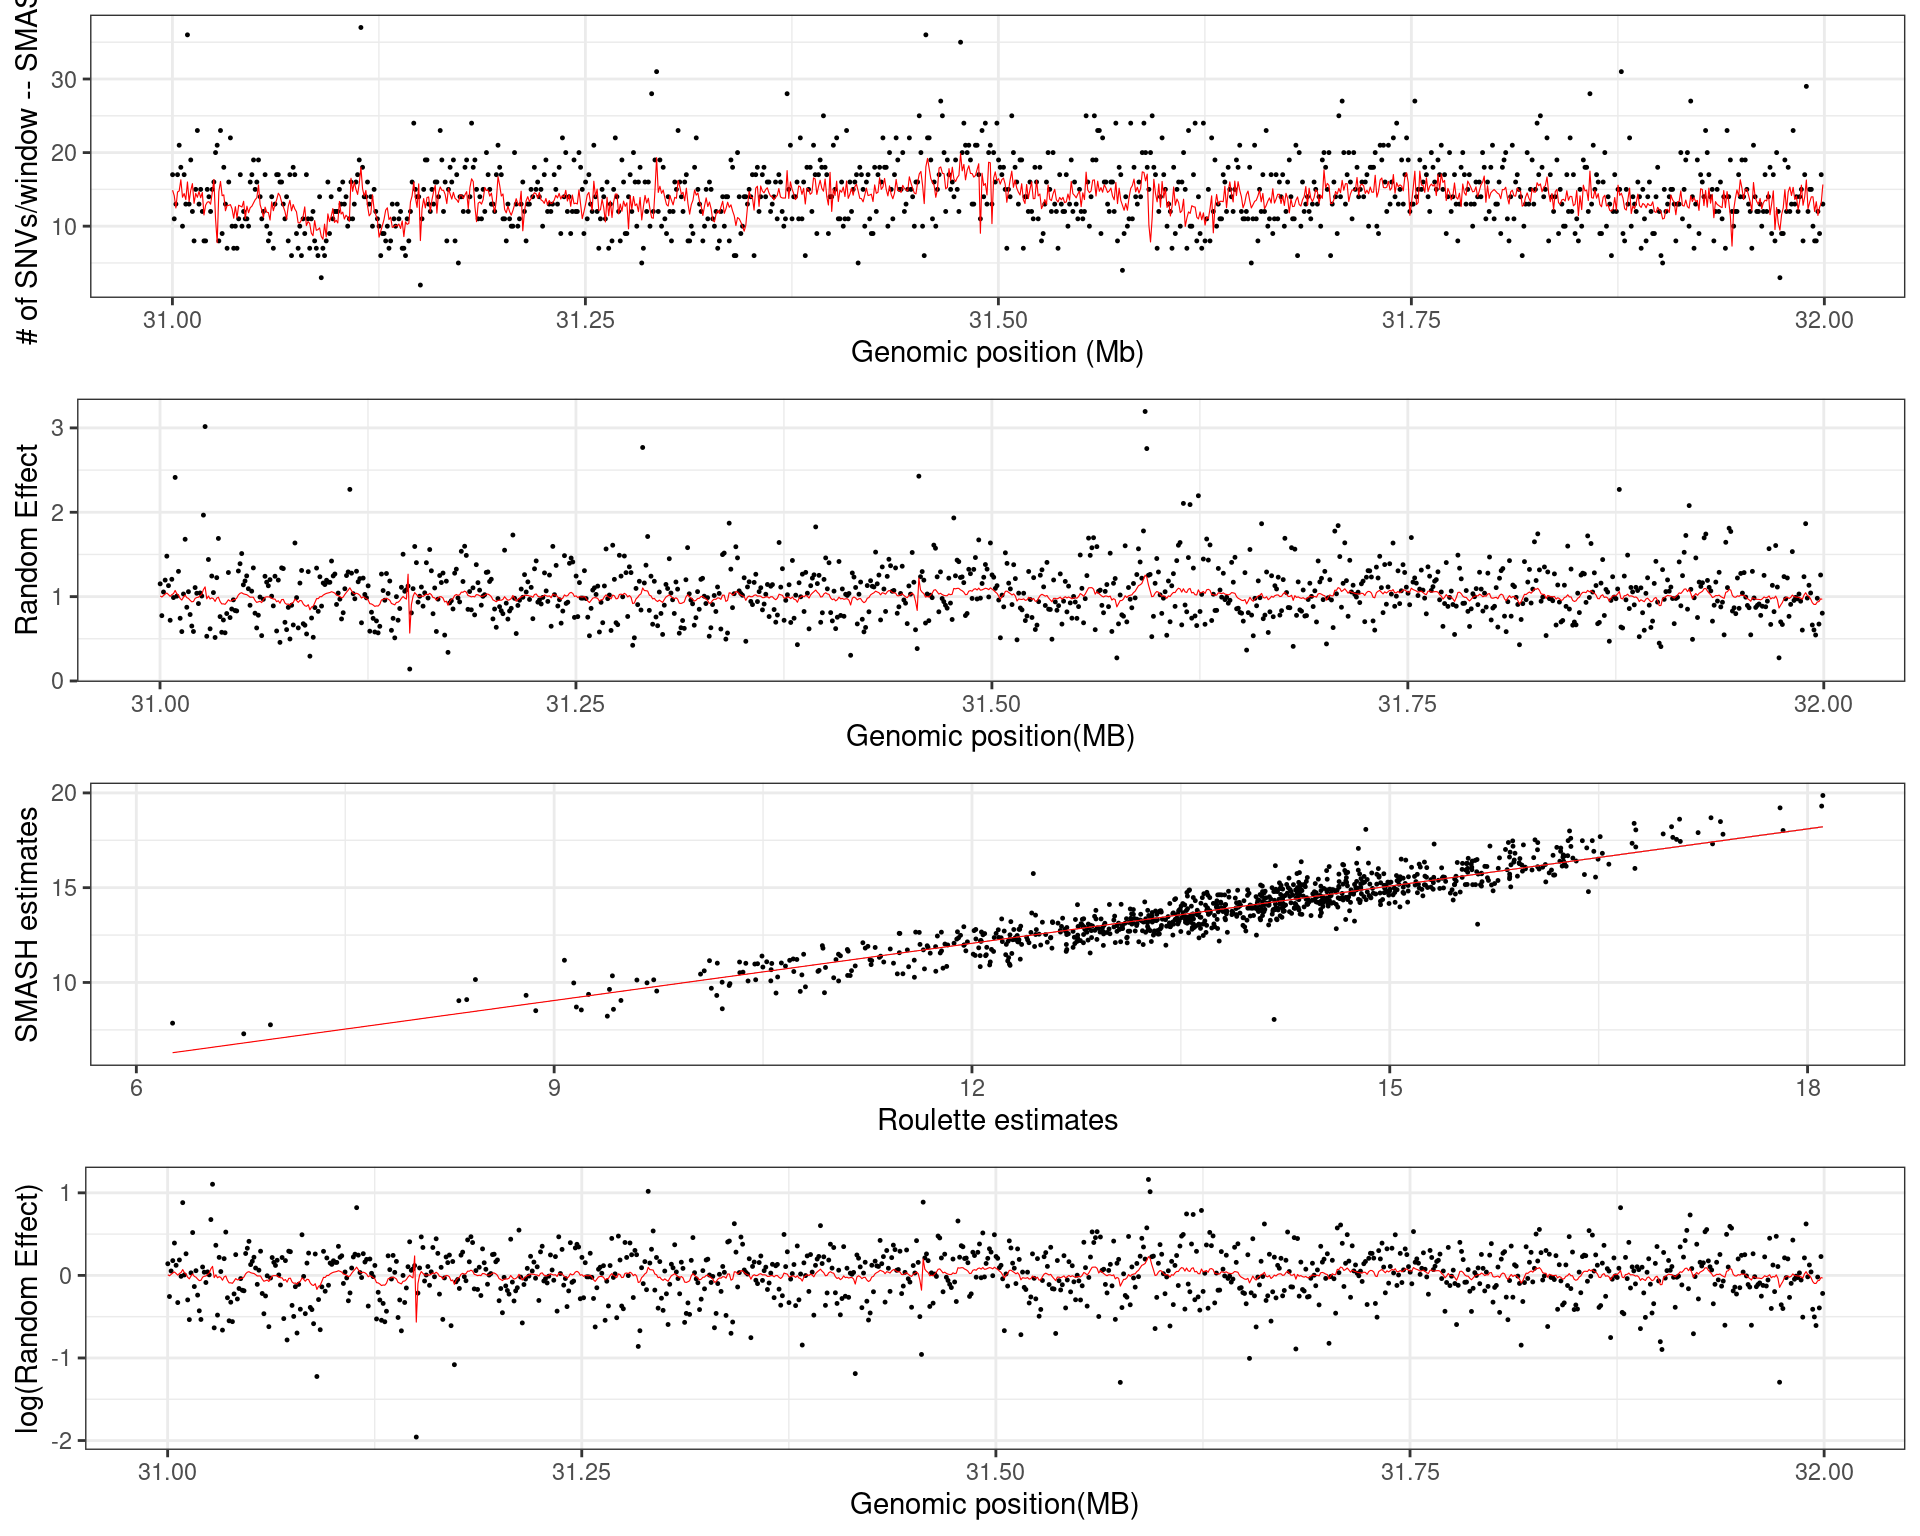 # of SNVs/window -- SMAS
30
20
10
31.00 31.25 31.50 31.75 32.00
Genomic position (Mb)
Random Effect
3
2
1
0
31.00 31.25 31.50 31.75 32.00
Genomic position(MB)
SMASH estimates
20
15
10
6 9 12 15 18
Roulette estimates
log(Random Effect)
1
0
-1
-2
31.00 31.25 31.50 31.75 32.00
Genomic position(MB)